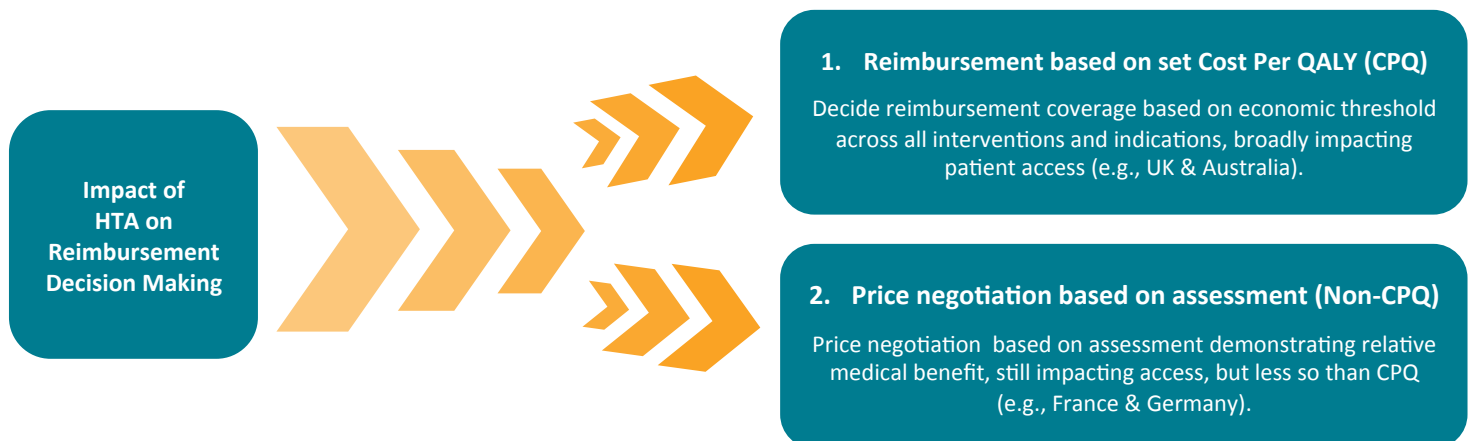 Impact of
HTA on
Reimbursement
Decision Making
1. Reimbursement based on set Cost Per QALY (CPQ)
Decide reimbursement coverage based on economic threshold
across all interventions and indications, broadly impacting
patient access (e.g., UK & Australia).
2. Price negotiation based on assessment (Non-CPQ)
Price negotiation based on assessment demonstrating relative
medical benefit, still impacting access, but less so than CPQ
(e.g., France & Germany).